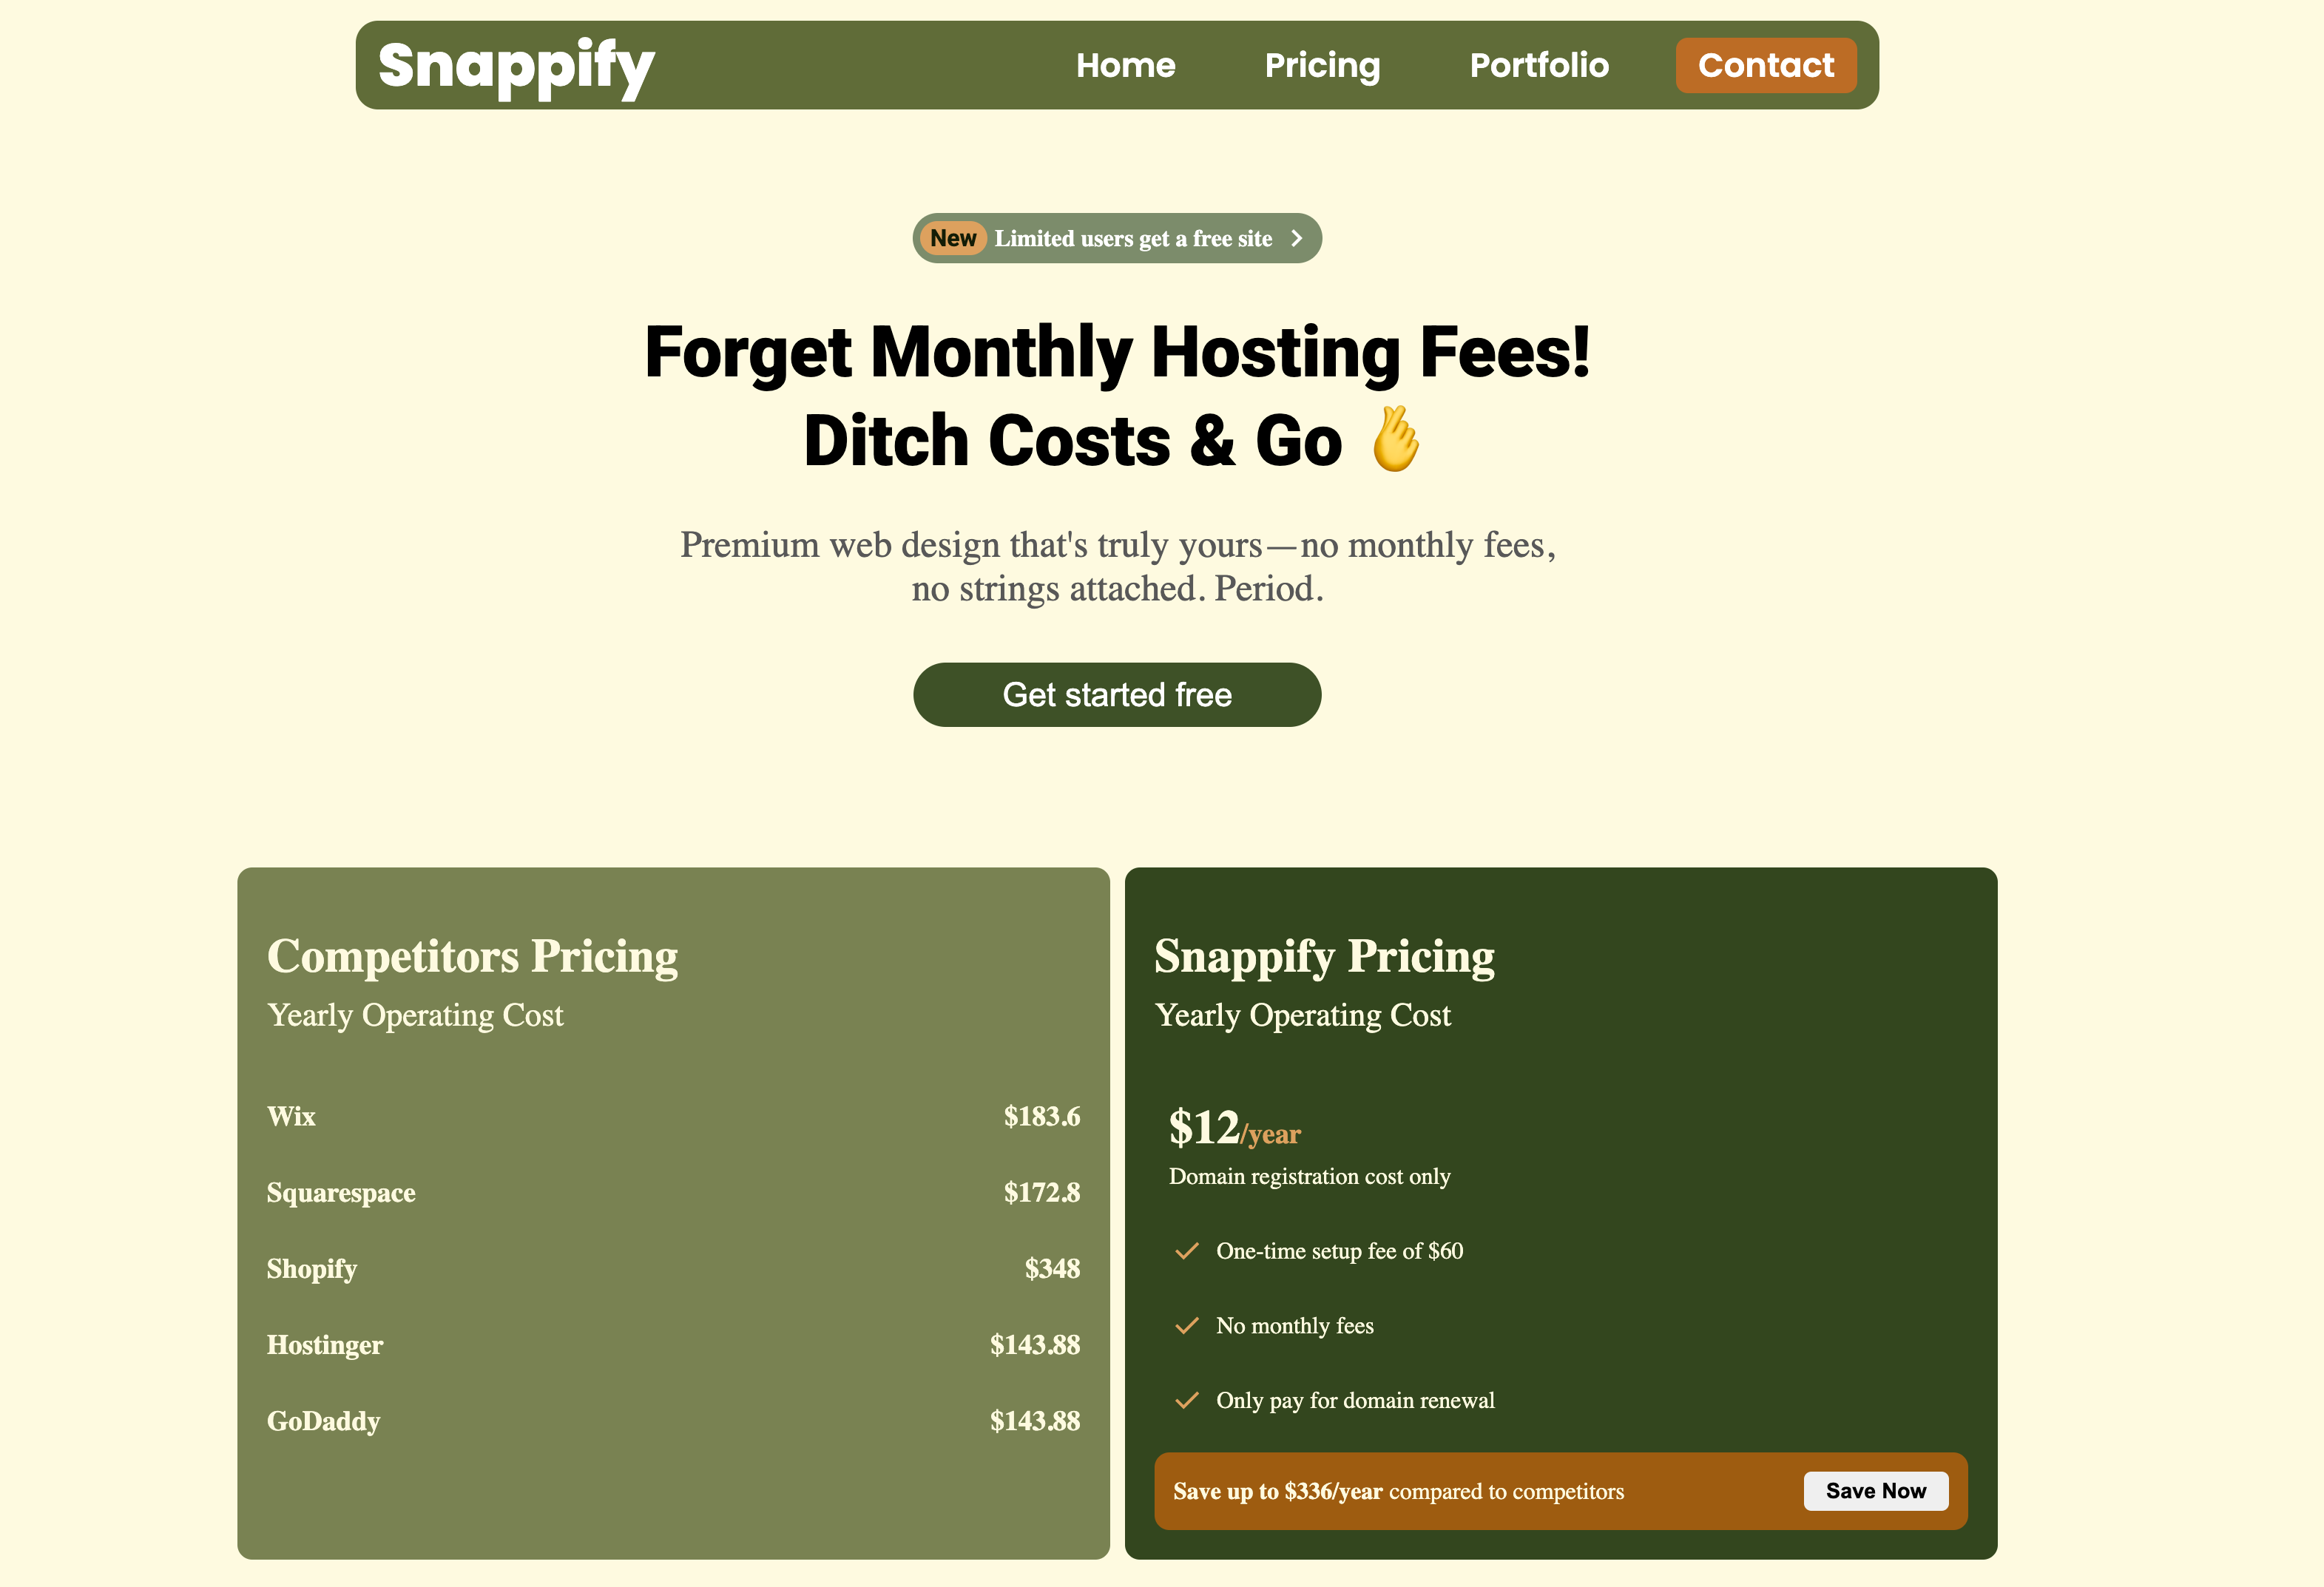 Snappify
Home Pricing Portfolio Contact
New Limited users get a free site
Forget Monthly Hosting Fees!
Ditch Costs & Go 🫰
Premium web design that's truly yours—no monthly fees,
no strings attached. Period.
Get started free
Competitors Pricing
Yearly Operating Cost
Wix $183.6
Squarespace $172.8
Shopify $348
Hostinger $143.88
GoDaddy $143.88
Snappify Pricing
Yearly Operating Cost
$12/year
Domain registration cost only
One-time setup fee of $60
No monthly fees
Only pay for domain renewal
Save up to $336/year compared to competitors
Save Now